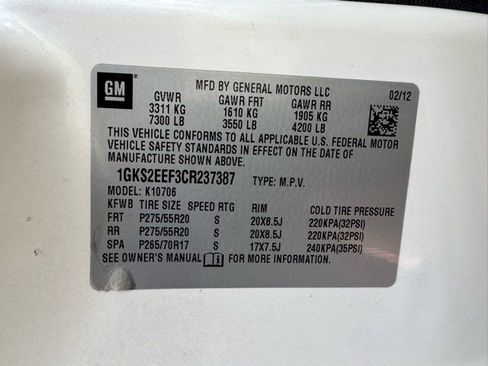 GM
MFD BY GENERAL MOTORS LLC
02/12
GVWR GAWR FRT GAWR RR
3311 KG 1610 KG 1905 KG
7300 LB 3550 LB 4200 LB
THIS VEHICLE CONFORMS TO ALL APPLICABLE U.S. FEDERAL MOTOR
VEHICLE SAFETY STANDARDS IN EFFECT ON THE DATE OF
MANUFACTURE SHOWN ABOVE.
1GKS2EEF3CR237387 TYPE: M.P.V.
MODEL: K10706
KFWB TIRE SIZE SPEED RTG RIM COLD TIRE PRESSURE
FRT P275/55R20 S 20X8.5J 220KPA(32PSI)
RR P275/55R20 S 20X8.5J 220KPA(32PSI)
SPA P265/70R17 S 17X7.5J 240KPA(35PSI)
SEE OWNER'S MANUAL FOR MORE INFORMATION.